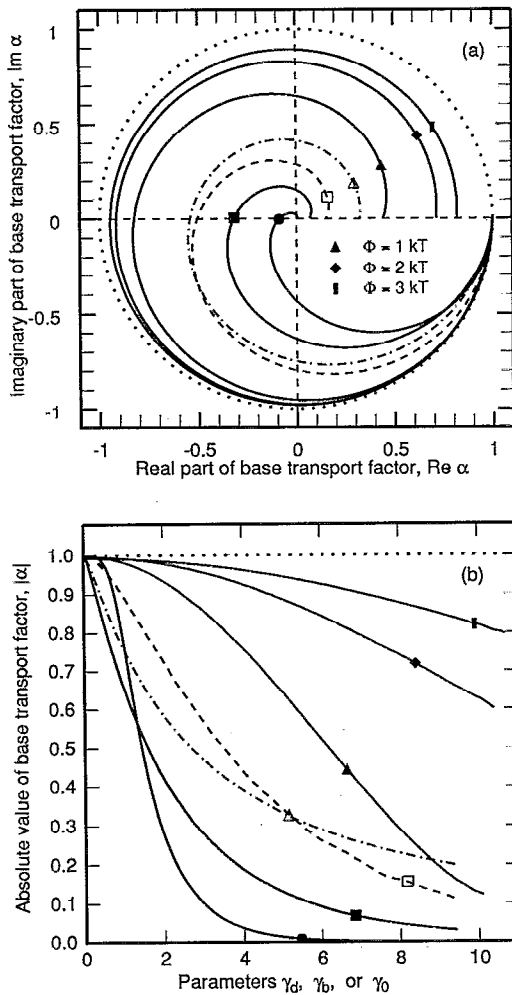 1
(a)
0.5
Imaginary part of base transport factor, Im α
0
Φ = 1 kT
Φ = 2 kT
Φ = 3 kT
-0.5
-1
-1 -0.5 0 0.5 1
Real part of base transport factor, Re α
1.0
(b)
0.9
0.8
0.7
0.6
0.5
Absolute value of base transport factor, |α|
0.4
0.3
0.2
0.1
0.0
0 2 4 6 8 10
Parameters γd, γb, or γ0